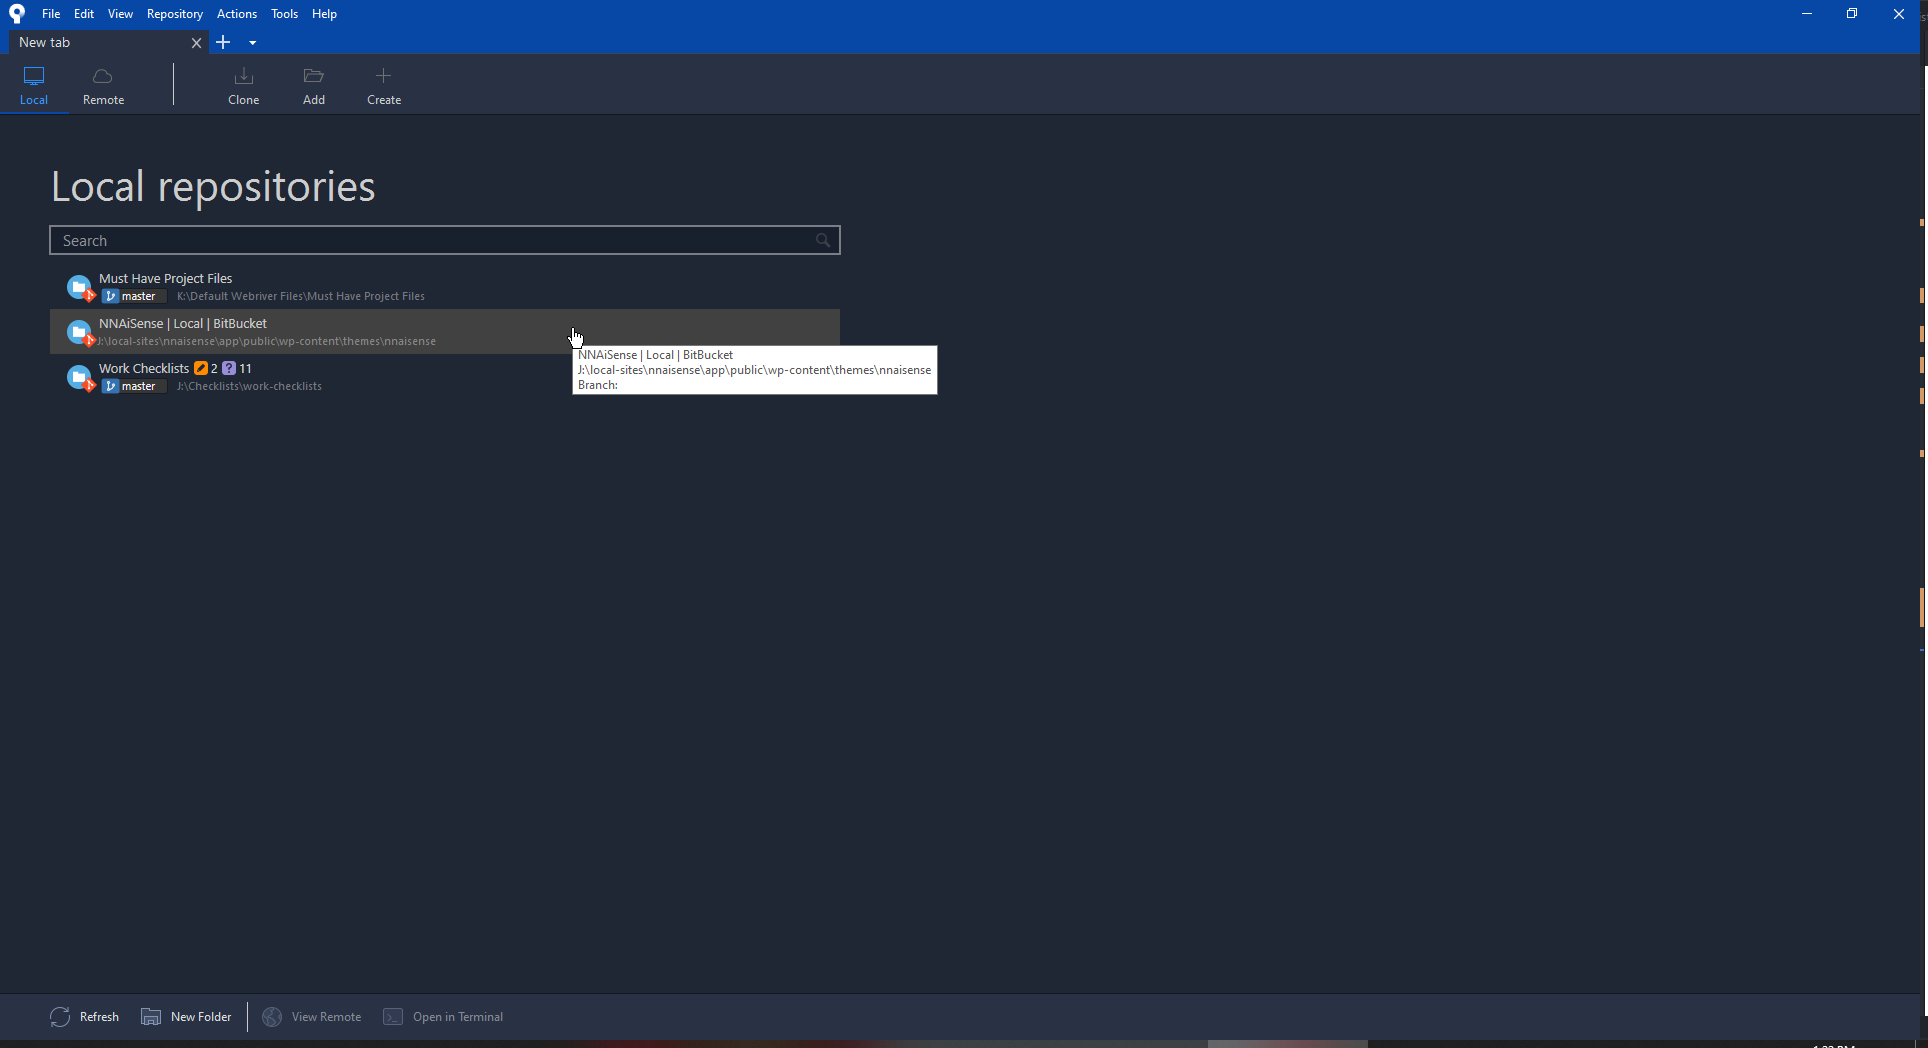 File Edit View Repository Actions Tools Help
New tab
Local Remote Clone Add Create
Local repositories
Search
Must Have Project Files
master K:\Default Webriver Files\Must Have Project Files
NNAiSense | Local | BitBucket
J:\local-sites\nnaisense\app\public\wp-content\themes\nnaisense
NNAiSense | Local | BitBucket
J:\local-sites\nnaisense\app\public\wp-content\themes\nnaisense
Branch:
Work Checklists 2 ? 11
master J:\Checklists\work-checklists
Refresh New Folder View Remote Open in Terminal